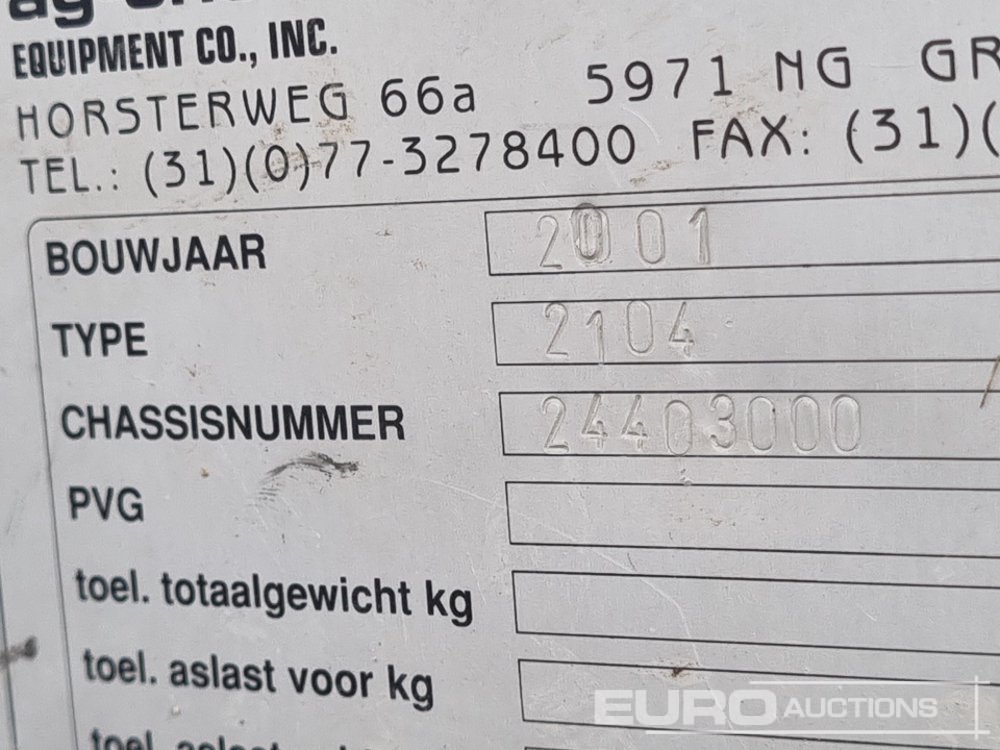 EQUIPMENT CO., INC.
HORSTERWEG 66a 5971 NG GR
TEL.: (31)(0)77-3278400 FAX: (31)(
BOUWJAAR 2001
TYPE 2104
CHASSISNUMMER 24403000
PVG
toel. totaalgewicht kg
toel. aslast voor kg
toel.
EURO AUCTIONS